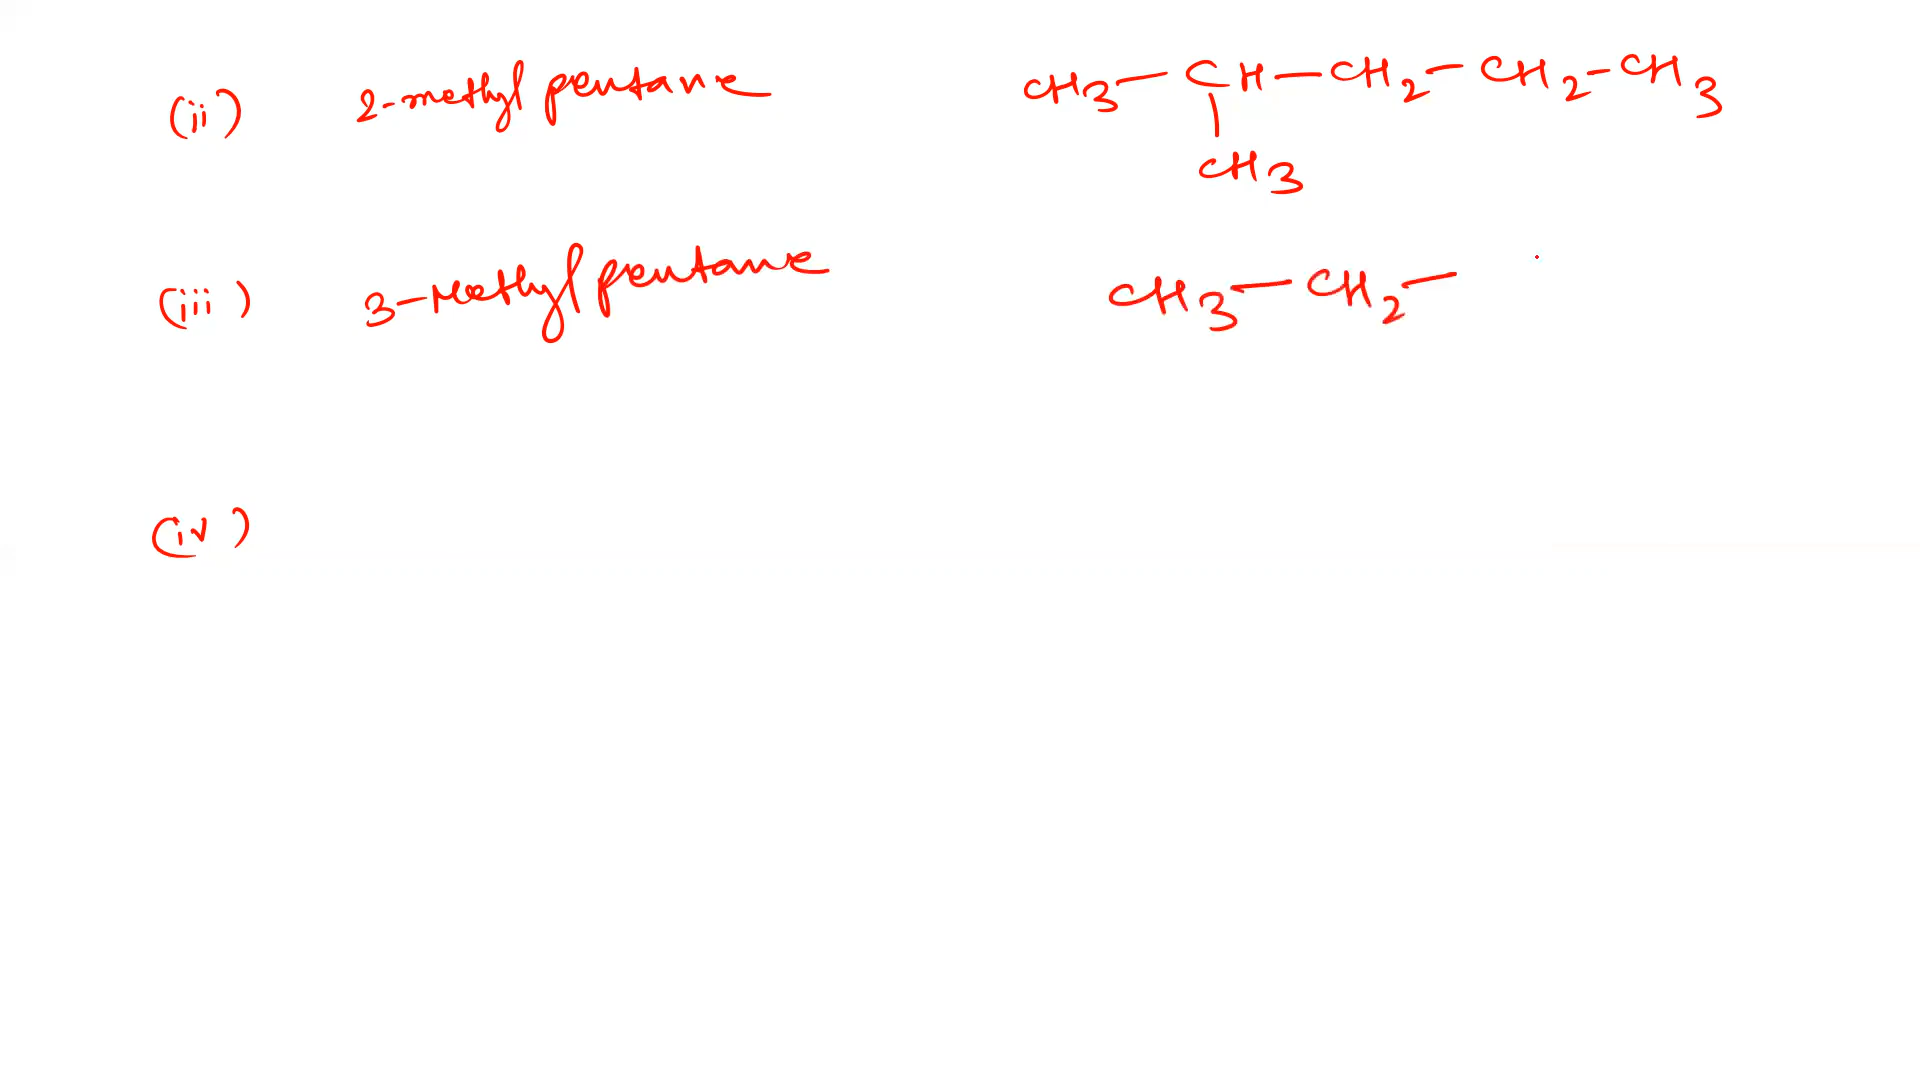 (ii) 2-methyl pentane CH3-CH-CH2-CH2-CH3
CH3
(iii) 3-Methyl pentane CH3-CH2-
(iv)